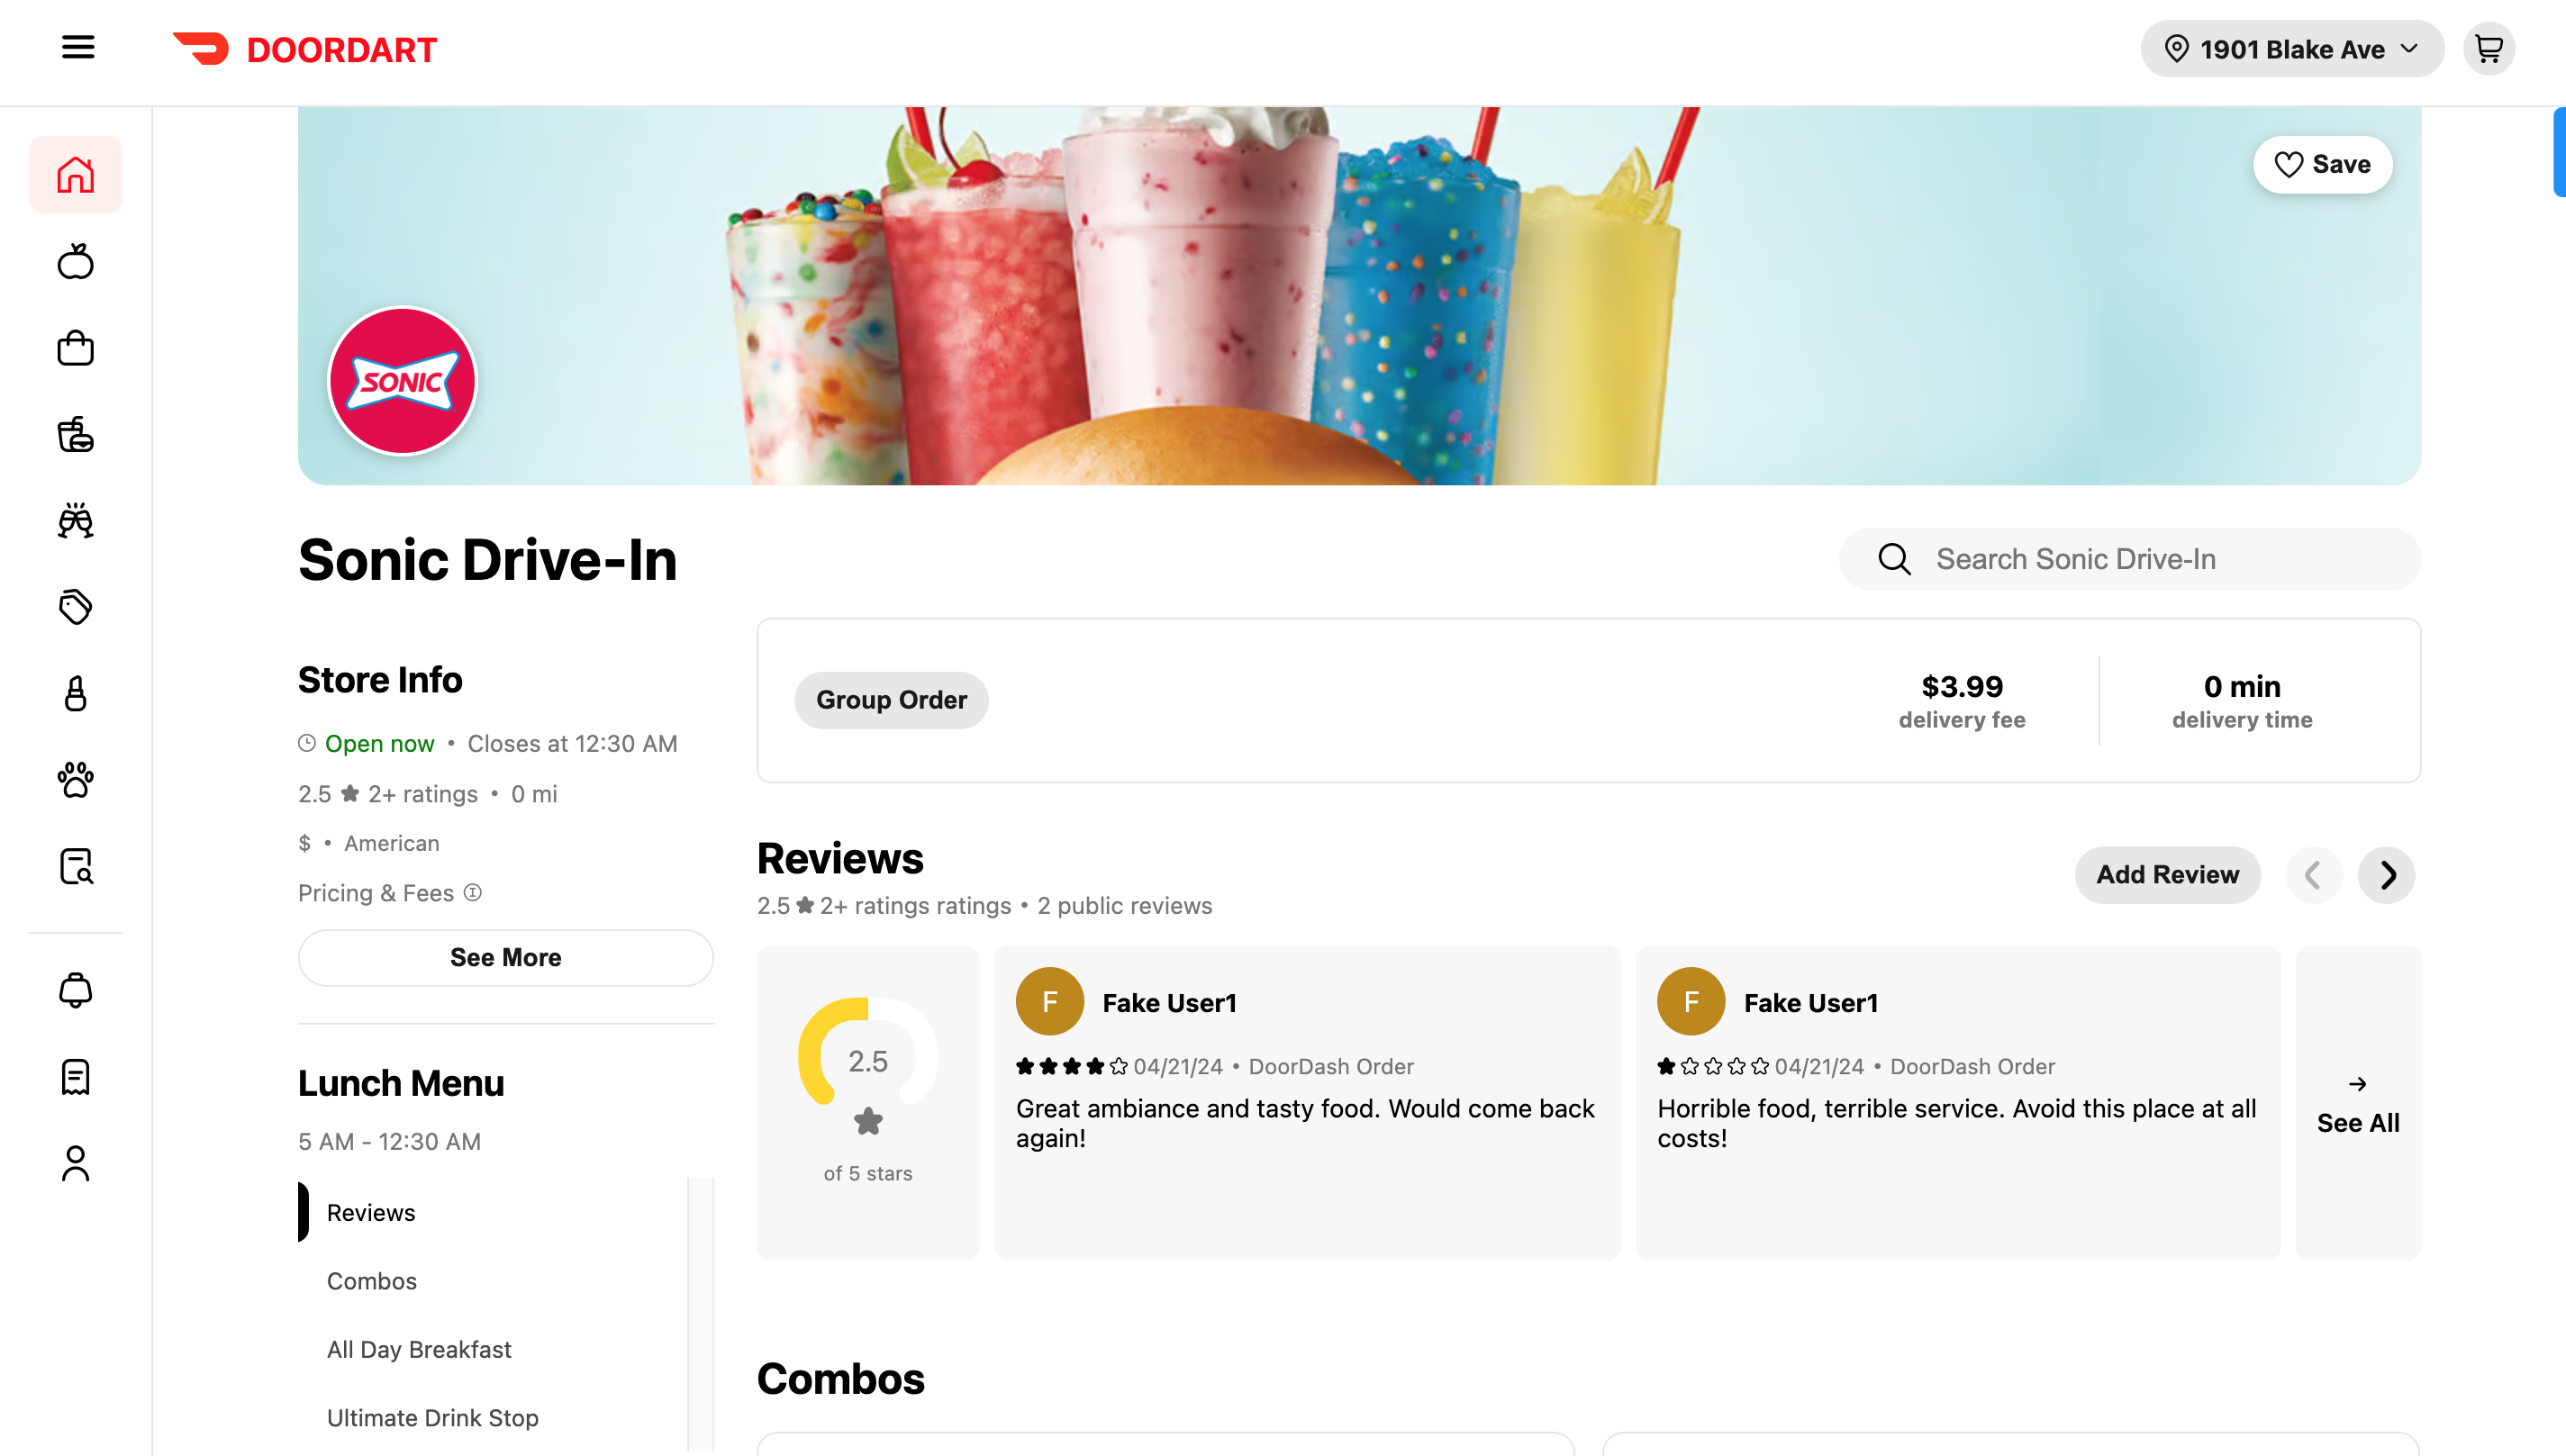 DOORDART
1901 Blake Ave
Save
SONIC
Sonic Drive-In
Search Sonic Drive-In
Store Info
Open now • Closes at 12:30 AM
2.5 2+ ratings • 0 mi
$ • American
Pricing & Fees
See More
Lunch Menu
5 AM - 12:30 AM
Reviews
Combos
All Day Breakfast
Ultimate Drink Stop
Group Order
$3.99
delivery fee
0 min
delivery time
Reviews
2.5 2+ ratings ratings • 2 public reviews
Add Review
2.5
of 5 stars
F
Fake User1
04/21/24 • DoorDash Order
Great ambiance and tasty food. Would come back
again!
F
Fake User1
04/21/24 • DoorDash Order
Horrible food, terrible service. Avoid this place at all
costs!
See All
Combos